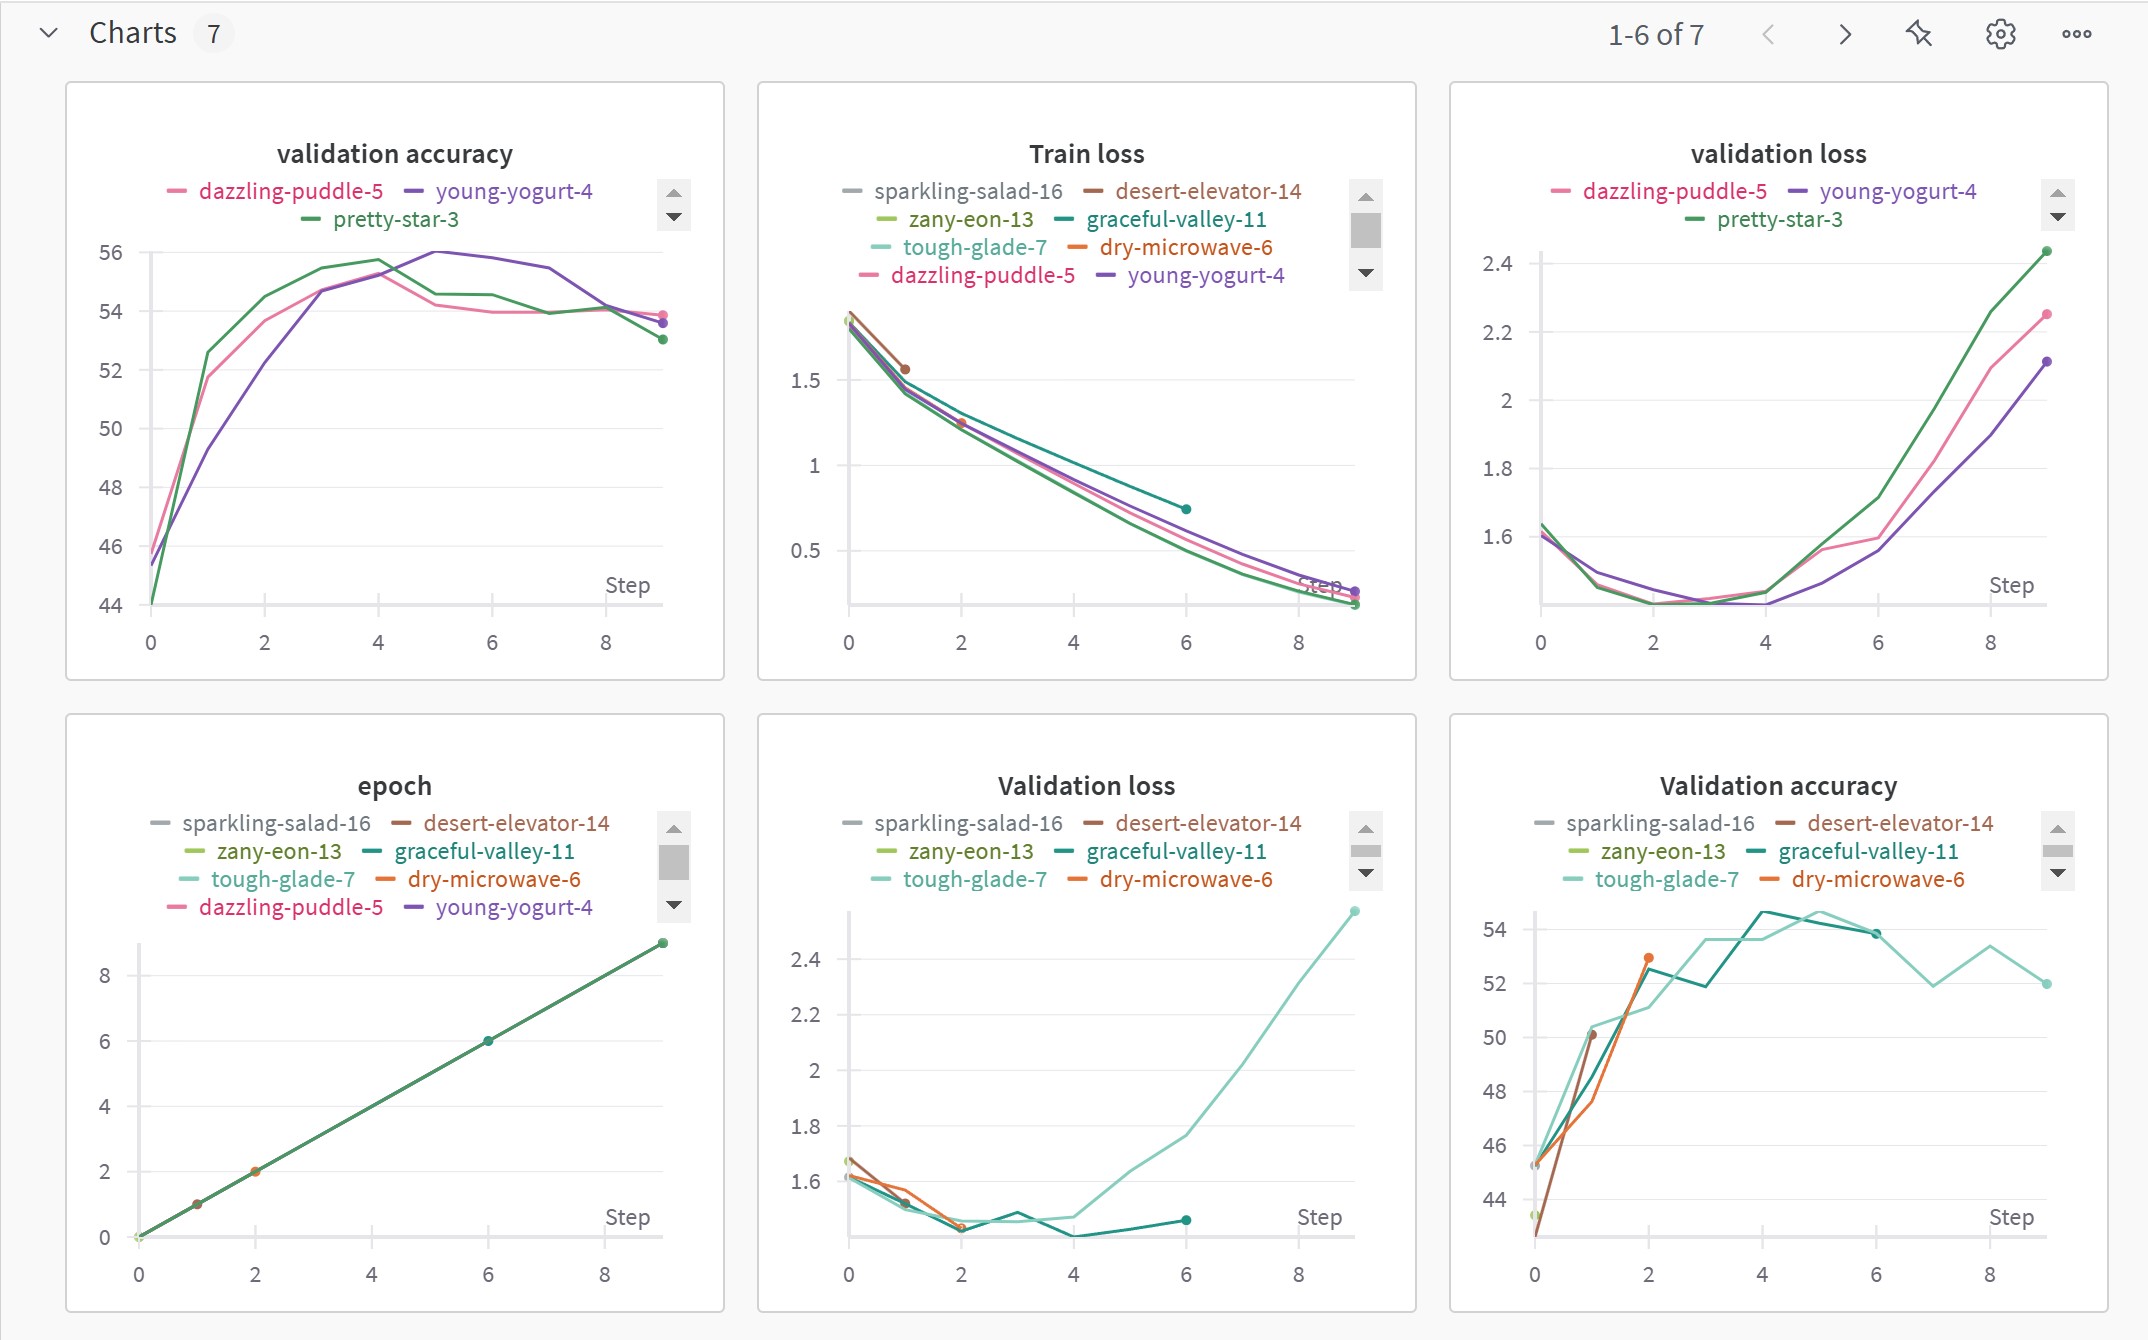 Charts 7
1-6 of 7
validation accuracy
dazzling-puddle-5 young-yogurt-4
pretty-star-3
56
54
52
50
48
46
44
Step
0 2 4 6 8
Train loss
sparkling-salad-16 desert-elevator-14
zany-eon-13 graceful-valley-11
tough-glade-7 dry-microwave-6
dazzling-puddle-5 young-yogurt-4
1.5
1
0.5
Step
0 2 4 6 8
validation loss
dazzling-puddle-5 young-yogurt-4
pretty-star-3
2.4
2.2
2
1.8
1.6
Step
0 2 4 6 8
epoch
sparkling-salad-16 desert-elevator-14
zany-eon-13 graceful-valley-11
tough-glade-7 dry-microwave-6
dazzling-puddle-5 young-yogurt-4
8
6
4
2
0
Step
0 2 4 6 8
Validation loss
sparkling-salad-16 desert-elevator-14
zany-eon-13 graceful-valley-11
tough-glade-7 dry-microwave-6
2.4
2.2
2
1.8
1.6
Step
0 2 4 6 8
Validation accuracy
sparkling-salad-16 desert-elevator-14
zany-eon-13 graceful-valley-11
tough-glade-7 dry-microwave-6
54
52
50
48
46
44
Step
0 2 4 6 8